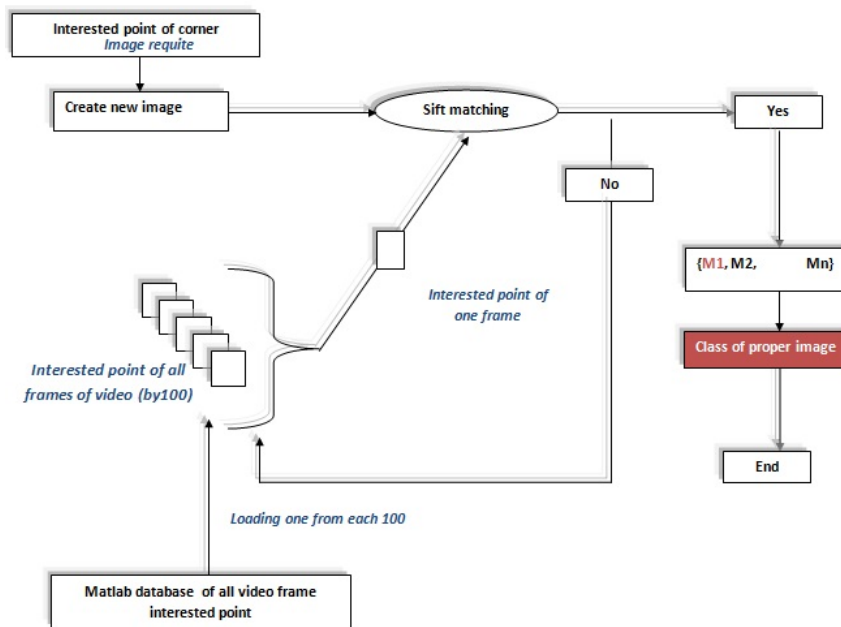 Interested point of corner
Image requite
Create new image
Sift matching
Yes
No
{M1, M2, Mn}
Interested point of
one frame
Class of proper image
Interested point of all
frames of video (by100)
End
Loading one from each 100
Matlab database of all video frame
interested point